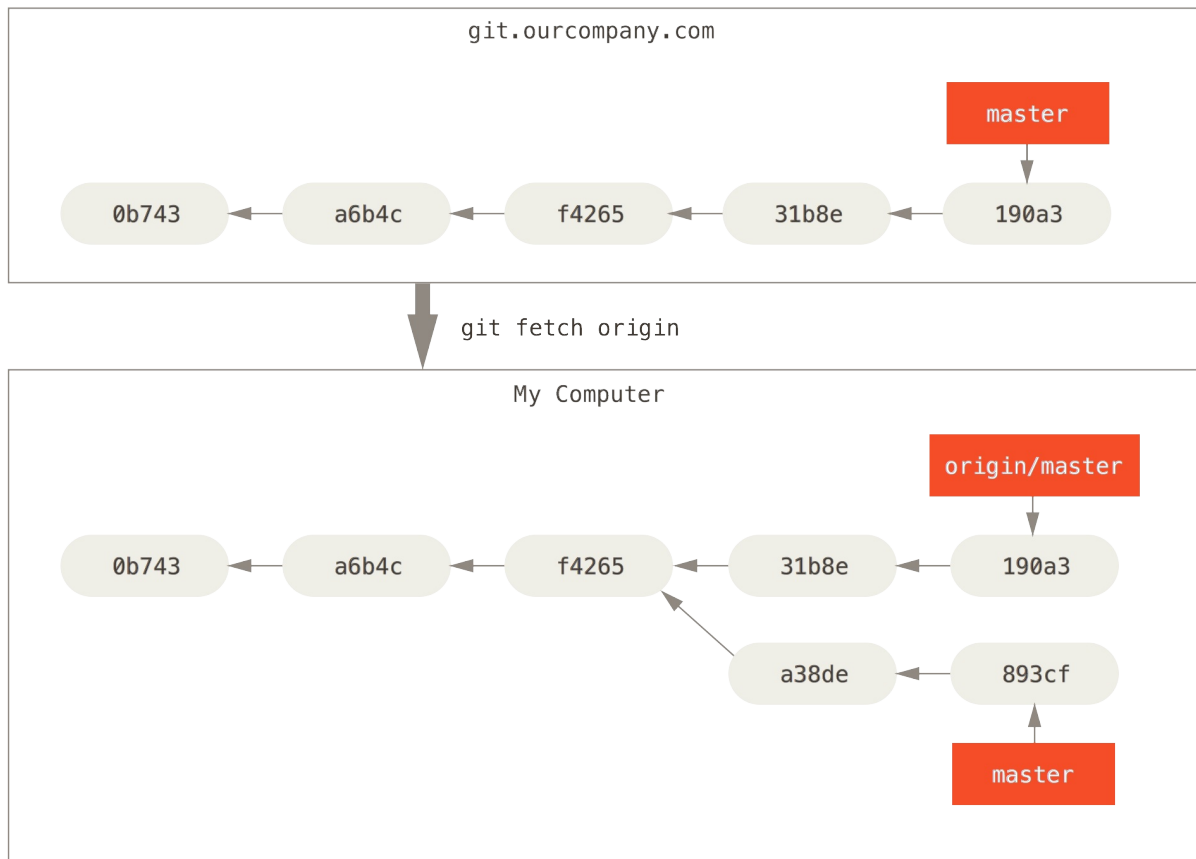 git.ourcompany.com
master
0b743 a6b4c f4265 31b8e 190a3
git fetch origin
My Computer
origin/master
0b743 a6b4c f4265 31b8e 190a3
a38de 893cf
master